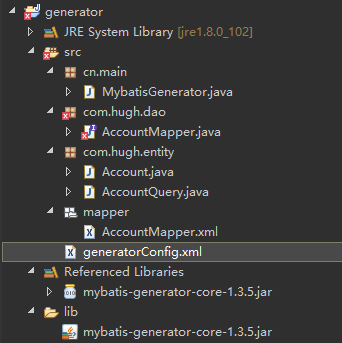 generator
JRE System Library [jre1.8.0_102]
src
cn.main
MybatisGenerator.java
com.hugh.dao
AccountMapper.java
com.hugh.entity
Account.java
AccountQuery.java
mapper
AccountMapper.xml
generatorConfig.xml
Referenced Libraries
mybatis-generator-core-1.3.5.jar
lib
mybatis-generator-core-1.3.5.jar